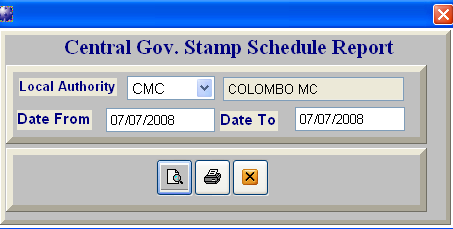 Central Gov. Stamp Schedule Report
Local Authority CMC COLOMBO MC
Date From 07/07/2008 Date To 07/07/2008